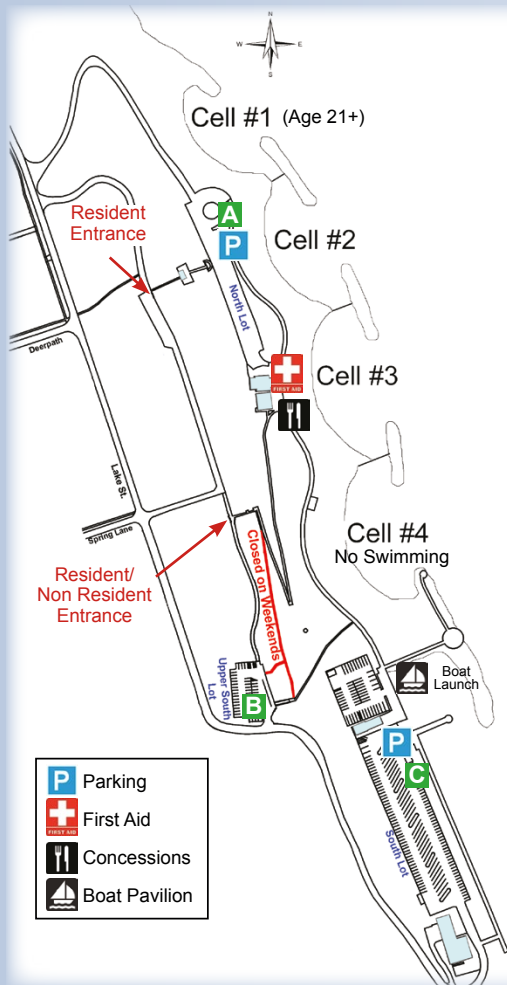 N
W E
S
Cell #1 (Age 21+)
Resident
Entrance
A
P
Cell #2
North Lot
Deerpath
FIRST AID
Cell #3
Lake St.
Cell #4
No Swimming
Spring Lane
Closed on Weekends
Resident/
Non Resident
Entrance
Upper South
Lot
B
Boat
Launch
P
C
South Lot
P Parking
FIRST AID First Aid
Concessions
Boat Pavilion